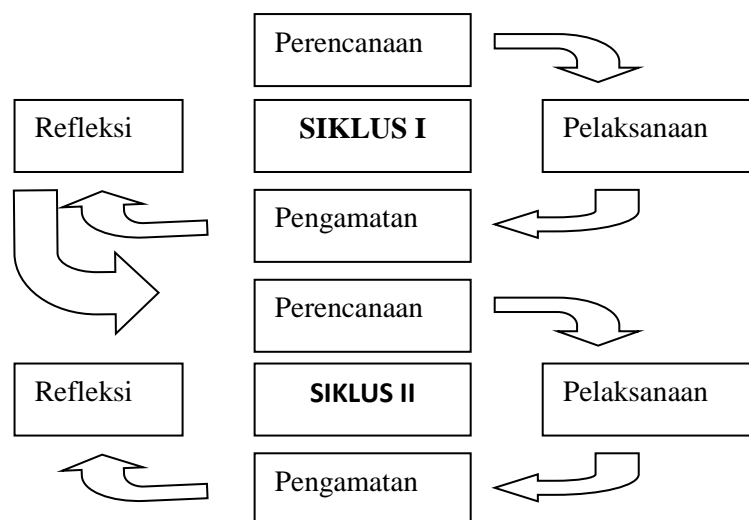 Perencanaan
Refleksi
SIKLUS I
Pelaksanaan
Pengamatan
Perencanaan
Refleksi
SIKLUS II
Pelaksanaan
Pengamatan